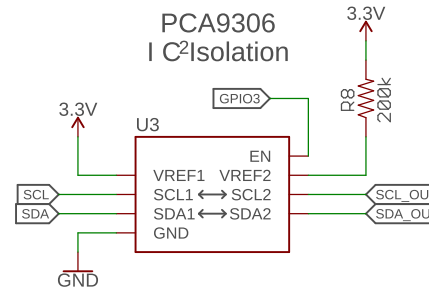 PCA9306
I C²Isolation
3.3V
GPIO3
R8
200k
3.3V
U3
EN
VREF1 VREF2
SCL SCL1 SCL2 SCL_OU
SDA SDA1 SDA2 SDA_OU
GND
GND